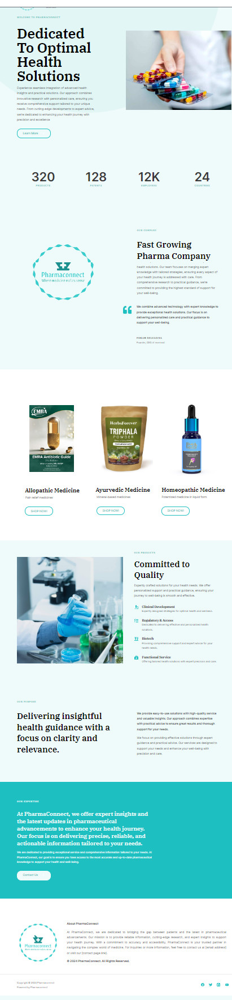 WELCOME TO PHARMACONNECT
Dedicated
To Optimal
Health
Solutions
Experience seamless integration of advanced health
insights and practical solutions. Our approach combines
innovative research with personalized care, ensuring you
receive comprehensive support tailored to your unique
needs. From cutting-edge developments to expert advice,
we're dedicated to enhancing your health journey with
precision and excellence.
Learn More
320 128 12K 24
PRODUCTS PATENTS EMPLOYEES COUNTRIES
OUR COMPANY
Fast Growing
Pharma Company
health solutions. Our team focuses on merging expert
knowledge with tailored strategies, ensuring every aspect of
your health journey is addressed with care. From
comprehensive research to practical guidance, we're
committed to providing the highest standard of support for
your well-being.
Pharmaconnect
Where medicine makes sense
We combine advanced technology with expert knowledge to
provide exceptional health solutions. Our focus is on
delivering personalized care and practical guidance to
support your well-being.
FORAM DELVADIYA
Founder, CEO of
EMRA
EMRA Antibiotic Guide
HerbsForever
TRIPHALA
POWDER
Allopathic Medicine Ayurvedic Medicine Homeopathic Medicine
Pain relief medicines Mineral-based medicines Potentized medicine in liquid form
SHOP NOW! SHOP NOW! SHOP NOW!
OUR PRODUCTS
Committed to
Quality
Expertly crafted solutions for your health needs. We offer
personalized support and practical guidance, ensuring your
journey to well-being is smooth and effective.
Clinical Development
Expertly designed strategies for optimal health and wellness.
Regulatory & Access
Dedicated to delivering effective and personalized health
solutions.
Biotech
Providing comprehensive support and expert advice for your
health needs.
Functional Service
Offering tailored health solutions with expert precision and care.
OUR PURPOSE
Delivering insightful
health guidance with a
focus on clarity and
relevance.
We provide easy-to-use solutions with high-quality service
and valuable insights. Our approach combines expertise
with practical advice to ensure great results and thorough
support for your needs.
We focus on providing effective solutions through expert
guidance and practical advice. Our services are designed to
support your needs and enhance your well-being with
precision and care.
OUR EXPERTISE
At PharmaConnect, we offer expert insights and
the latest updates in pharmaceutical
advancements to enhance your health journey.
Our focus is on delivering precise, reliable, and
actionable information tailored to your needs.
We are dedicated to providing exceptional service and comprehensive information tailored to your needs. At
PharmaConnect, our goal is to ensure you have access to the most accurate and up-to-date pharmaceutical
knowledge to support your health and well-being.
Contact Us
Pharmaconnect
About PharmaConnect
At PharmaConnect, we are dedicated to bridging the gap between patients and the latest in pharmaceutical
advancements. Our mission is to provide reliable information, cutting-edge research, and expert insights to support
your health journey. With a commitment to accuracy and accessibility, PharmaConnect is your trusted partner in
navigating the complex world of medicine. For inquiries or more information, feel free to contact us at [email address]
or visit our [contact page link].
© 2024 PharmaConnect. All Rights Reserved.
Copyright © 2024 Pharmaconnect
Powered by Pharmaconnect